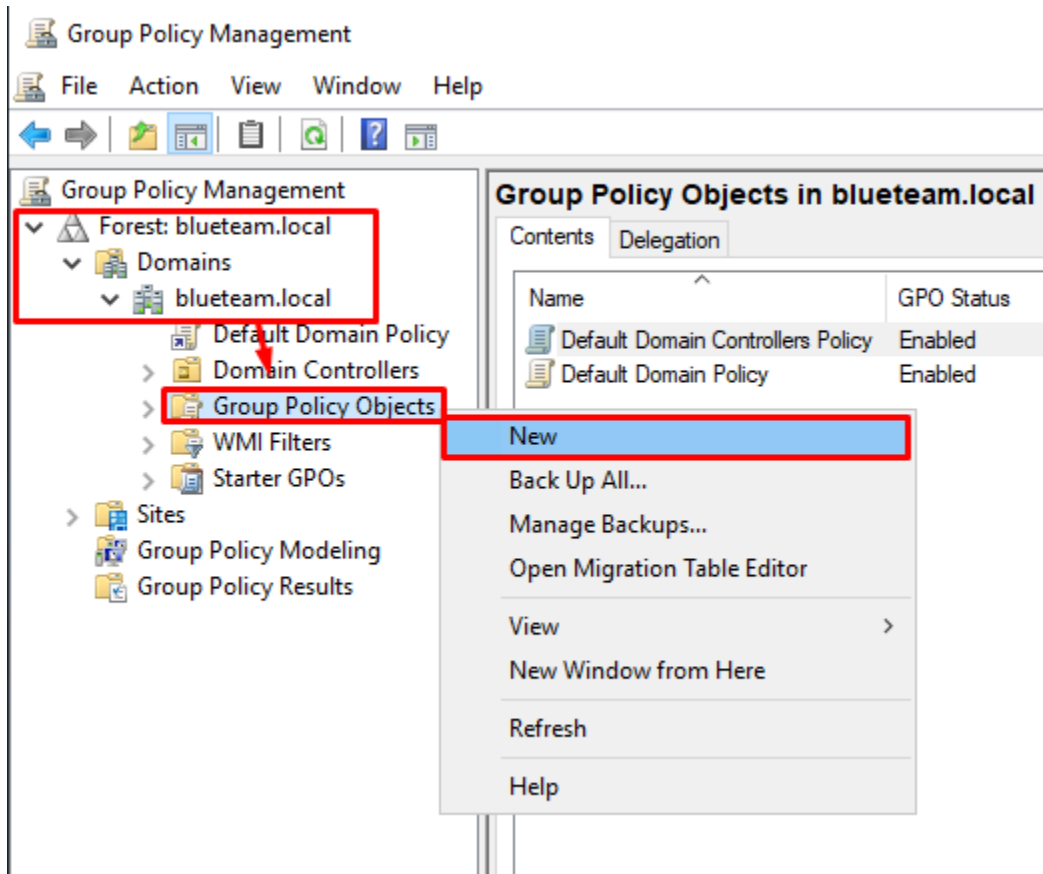 Group Policy Management
File Action View Window Help
Group Policy Management
Forest: blueteam.local
Domains
blueteam.local
Default Domain Policy
Domain Controllers
Group Policy Objects
WMI Filters
Starter GPOs
Sites
Group Policy Modeling
Group Policy Results
Group Policy Objects in blueteam.local
Contents Delegation
Name GPO Status
Default Domain Controllers Policy Enabled
Default Domain Policy Enabled
New
Back Up All...
Manage Backups...
Open Migration Table Editor
View
New Window from Here
Refresh
Help